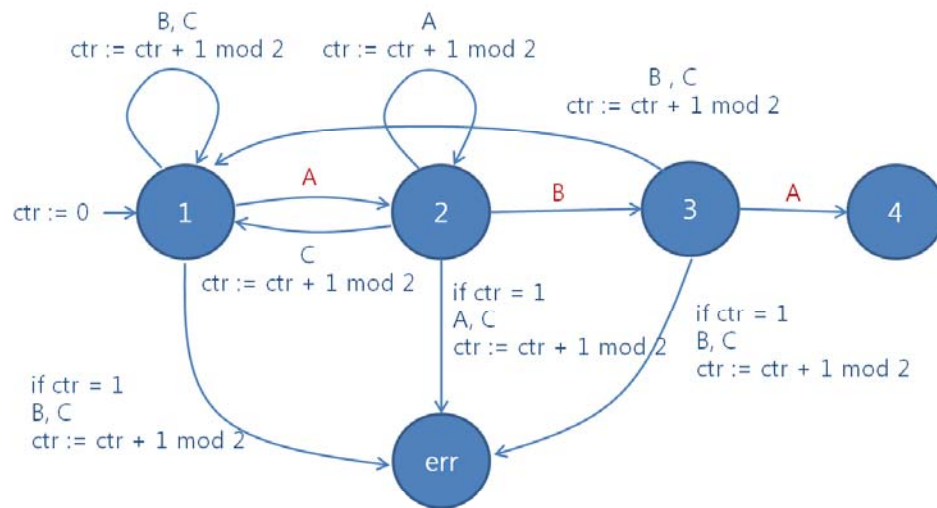 B, C
ctr := ctr + 1 mod 2
A
ctr := ctr + 1 mod 2
B , C
ctr := ctr + 1 mod 2
ctr := 0
1
A
2
B
3
A
4
C
ctr := ctr + 1 mod 2
if ctr = 1
A, C
ctr := ctr + 1 mod 2
if ctr = 1
B, C
ctr := ctr + 1 mod 2
if ctr = 1
B, C
ctr := ctr + 1 mod 2
err